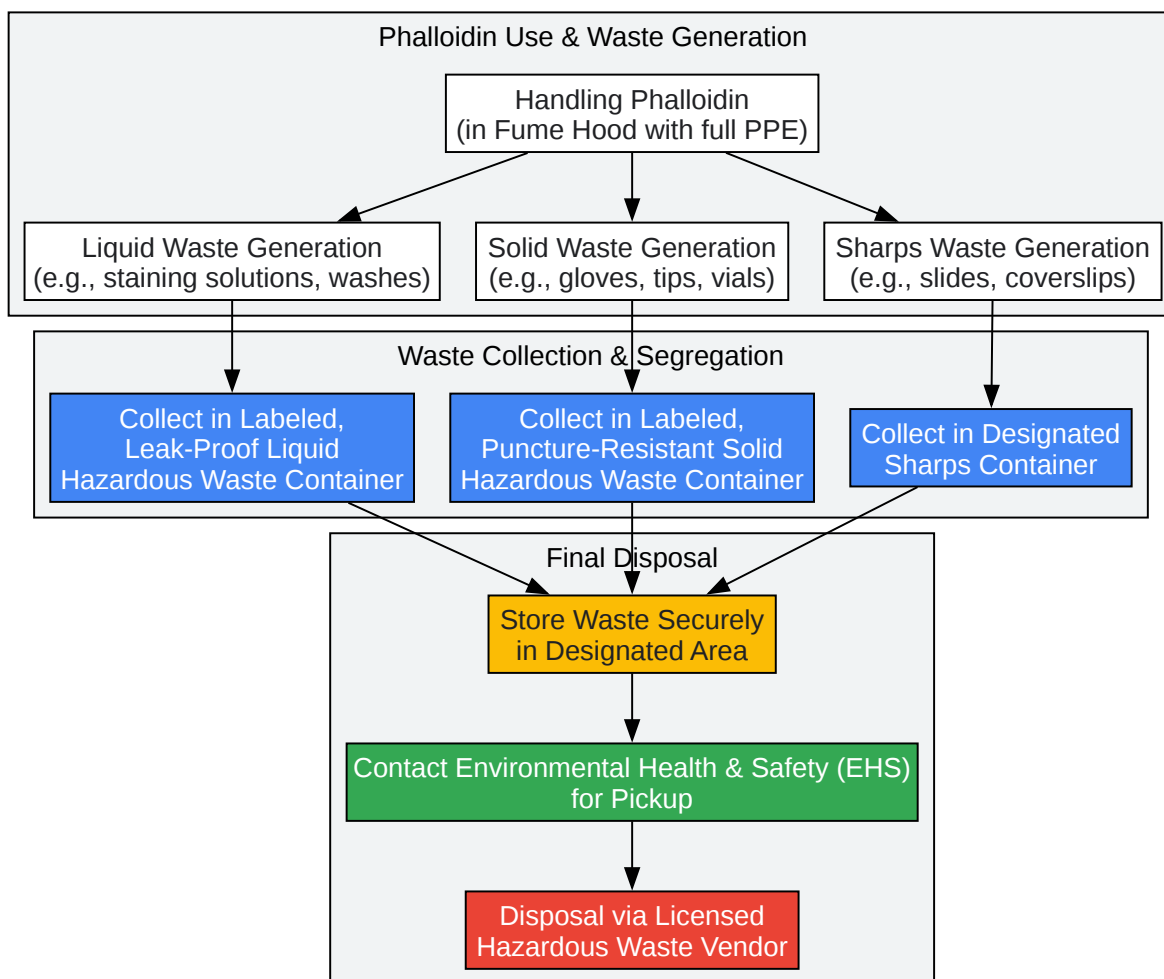 Phalloidin Use & Waste Generation
Handling Phalloidin
(in Fume Hood with full PPE)
Liquid Waste Generation
(e.g., staining solutions, washes)
Solid Waste Generation
(e.g., gloves, tips, vials)
Sharps Waste Generation
(e.g., slides, coverslips)
Waste Collection & Segregation
Collect in Labeled,
Leak-Proof Liquid
Hazardous Waste Container
Collect in Labeled,
Puncture-Resistant Solid
Hazardous Waste Container
Collect in Designated
Sharps Container
Final Disposal
Store Waste Securely
in Designated Area
Contact Environmental Health & Safety (EHS)
for Pickup
Disposal via Licensed
Hazardous Waste Vendor